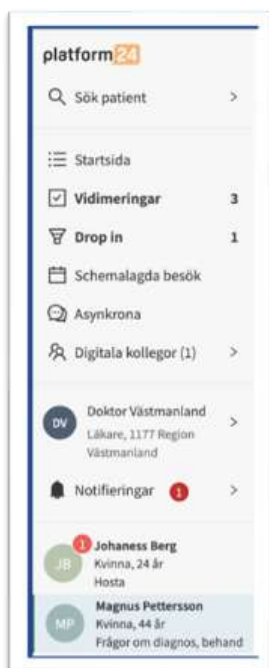 platform24
Sök patient
Startsida
Vidimeringar 3
Drop in 1
Schemalagda besök
Asynkrona
Digitala kollegor (1)
DV
Doktor Västmanland
Läkare, 1177 Region
Västmanland
Notifieringar 1
1
JB
Johaness Berg
Kvinna, 24 år
Hosta
MP
Magnus Pettersson
Kvinna, 44 år
Frågor om diagnos, behand